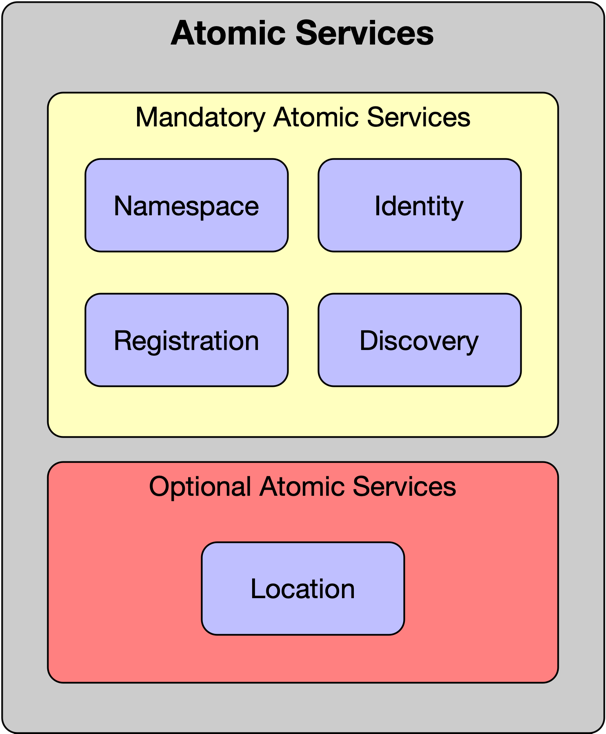 Atomic Services
Mandatory Atomic Services
Namespace
Identity
Registration
Discovery
Optional Atomic Services
Location